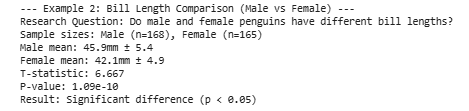 --- Example 2: Bill Length Comparison (Male vs Female) ---
Research Question: Do male and female penguins have different bill lengths?
Sample sizes: Male (n=168), Female (n=165)
Male mean: 45.9mm ± 5.4
Female mean: 42.1mm ± 4.9
T-statistic: 6.667
P-value: 1.09e-10
Result: Significant difference (p < 0.05)